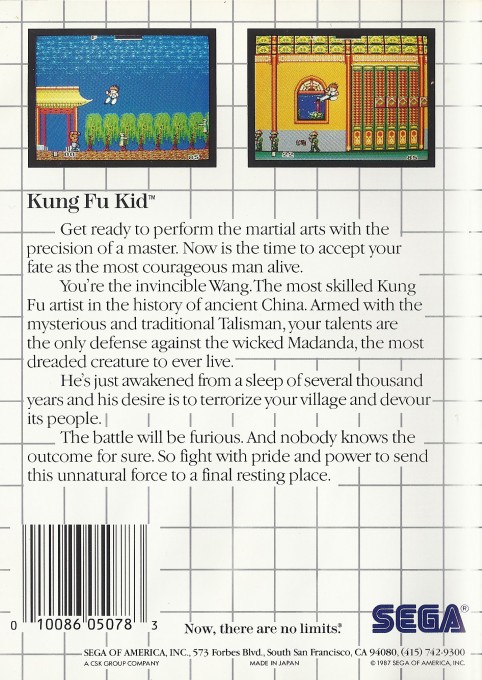 Kung Fu Kid™
Get ready to perform the martial arts with the
precision of a master. Now is the time to accept your
fate as the most courageous man alive.
You're the invincible Wang. The most skilled Kung
Fu artist in the history of ancient China. Armed with the
mysterious and traditional Talisman, your talents are
the only defense against the wicked Madanda, the most
dreaded creature to ever live.
He's just awakened from a sleep of several thousand
years and his desire is to terrorize your village and devour
its people.
The battle will be furious. And nobody knows the
outcome for sure. So fight with pride and power to send
this unnatural force to a final resting place.
0 10086 05078 3
Now, there are no limits.®
SEGA®
SEGA OF AMERICA, INC., 573 Forbes Blvd., South San Francisco, CA 94080, (415) 742-9300
A CSK GROUP COMPANY MADE IN JAPAN © 1987 SEGA OF AMERICA, INC.